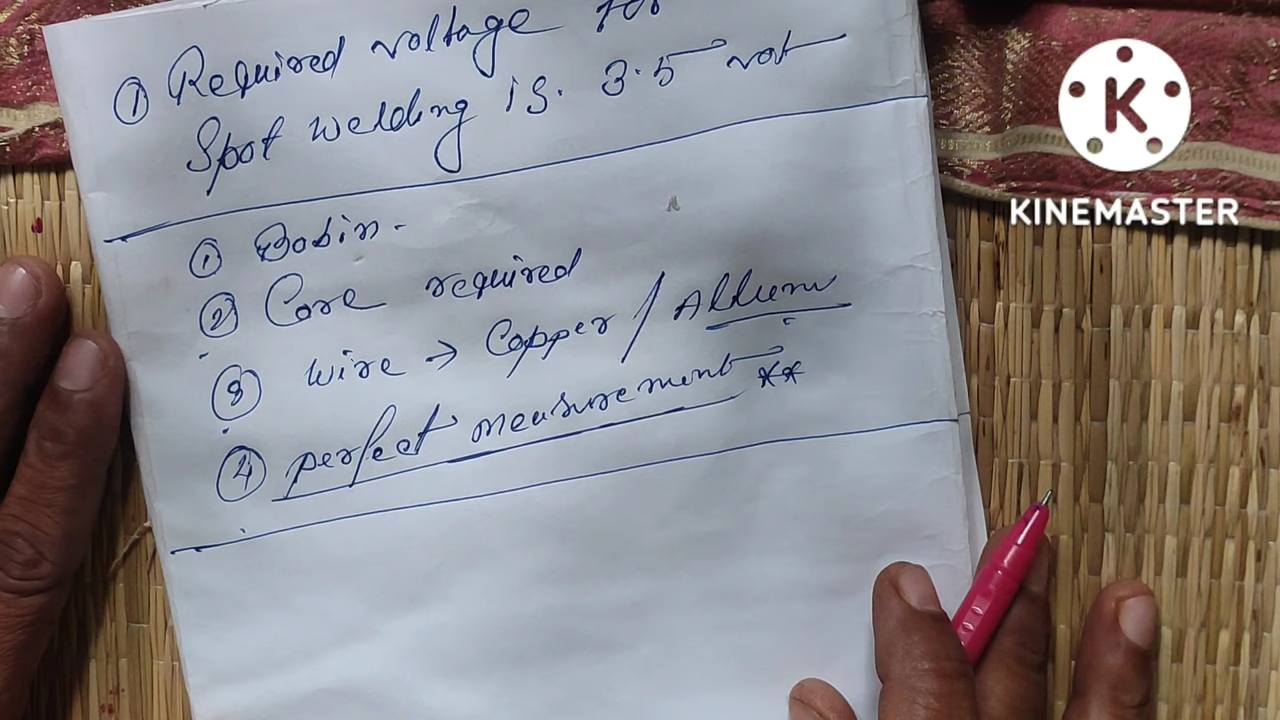 ① Required voltage for
Spot welding is. 3.5 volt
① Bobin.
② Core required
③ wire → Copper / Allum
④ perfect measurement **
K
KINEMASTER